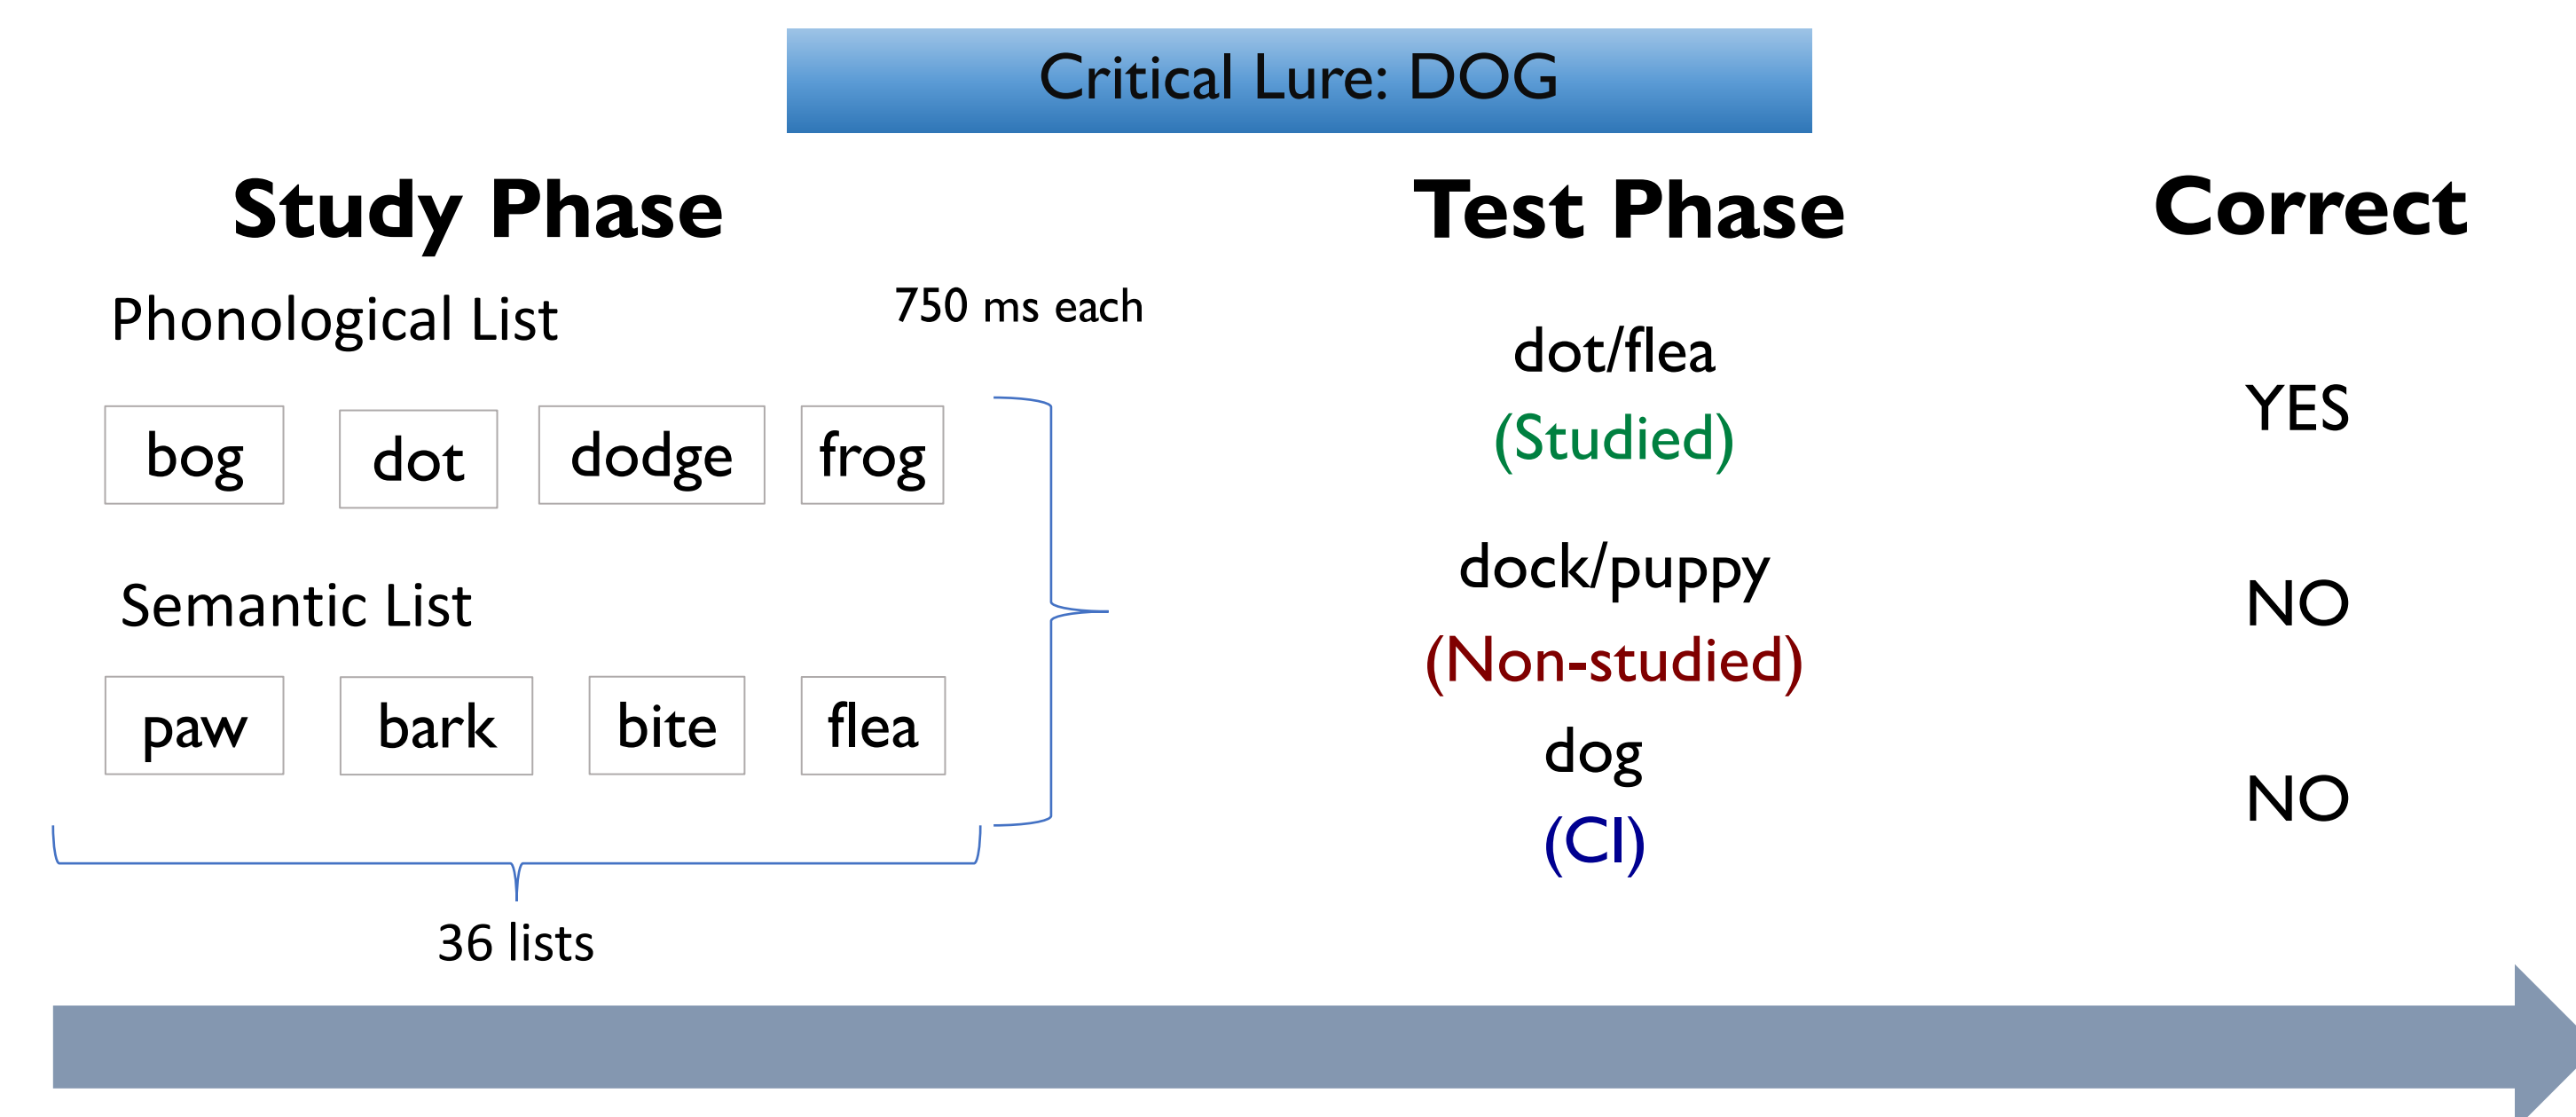 Critical Lure: DOG
Study Phase
Phonological List
750 ms each
bog dot dodge frog
Semantic List
paw bark bite flea
36 lists
Test Phase
dot/flea
(Studied)
dock/puppy
(Non-studied)
dog
(CI)
Correct
YES
NO
NO